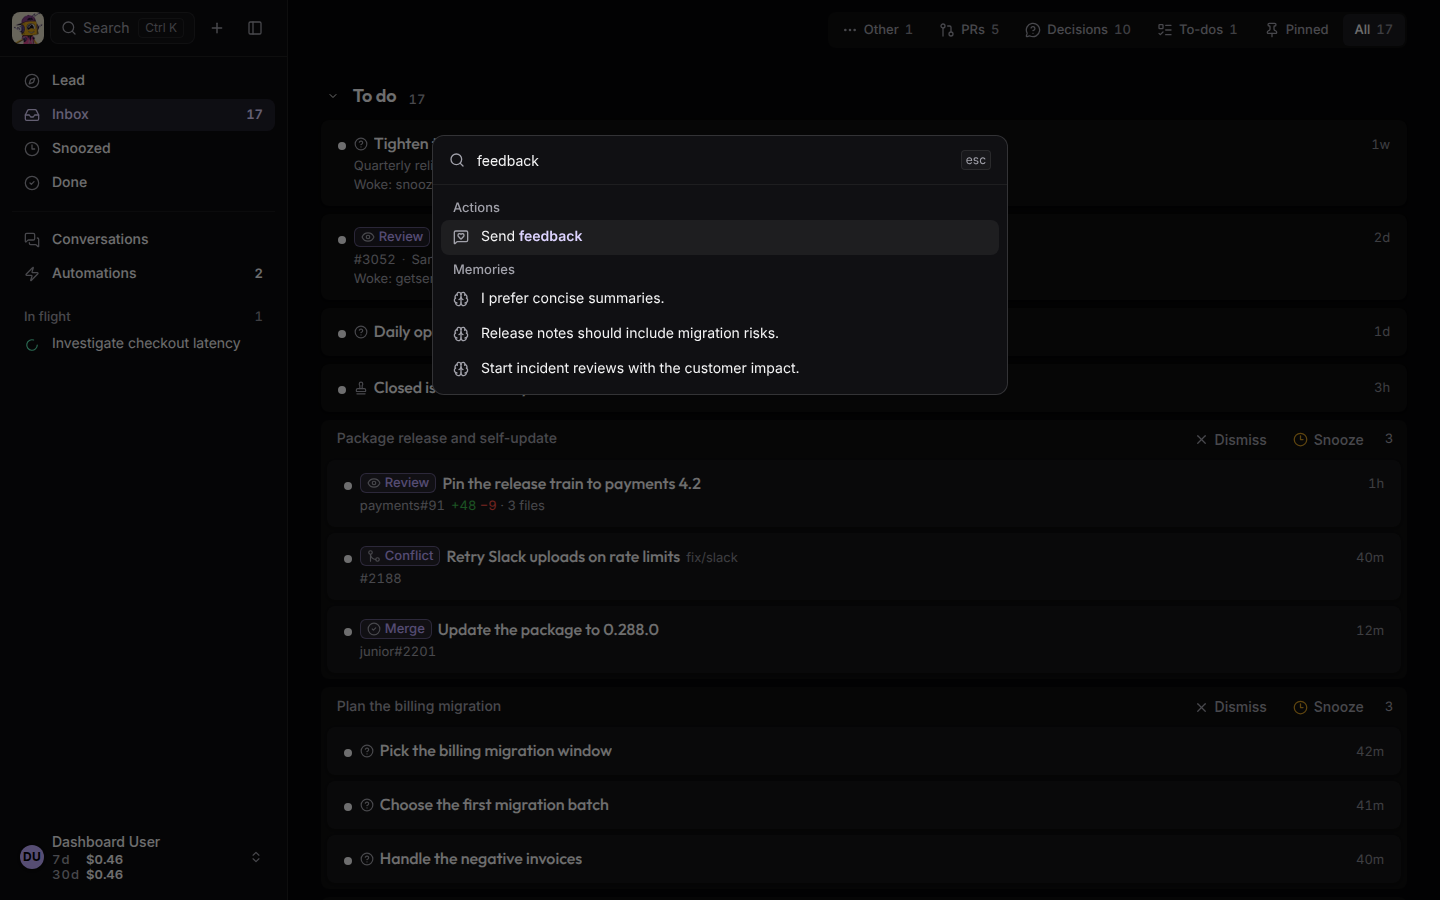 Search Ctrl K
Lead
Inbox 17
Snoozed
Done
Conversations
Automations 2
In flight 1
Investigate checkout latency
Dashboard User
7d $0.46
30d $0.46
DU
Other 1 PRs 5 Decisions 10 To-dos 1 Pinned All 17
To do 17
Tighten 1w
Quarterly reli
Woke: snooz
feedback esc
Actions
Send feedback
Memories
I prefer concise summaries.
Release notes should include migration risks.
Start incident reviews with the customer impact.
Review 2d
#3052 · Sar
Woke: getser
Daily op 1d
Closed is 3h
Package release and self-update Dismiss Snooze 3
Review Pin the release train to payments 4.2 1h
payments#91 +48 −9 · 3 files
Conflict Retry Slack uploads on rate limits fix/slack 40m
#2188
Merge Update the package to 0.288.0 12m
junior#2201
Plan the billing migration Dismiss Snooze 3
Pick the billing migration window 42m
Choose the first migration batch 41m
Handle the negative invoices 40m